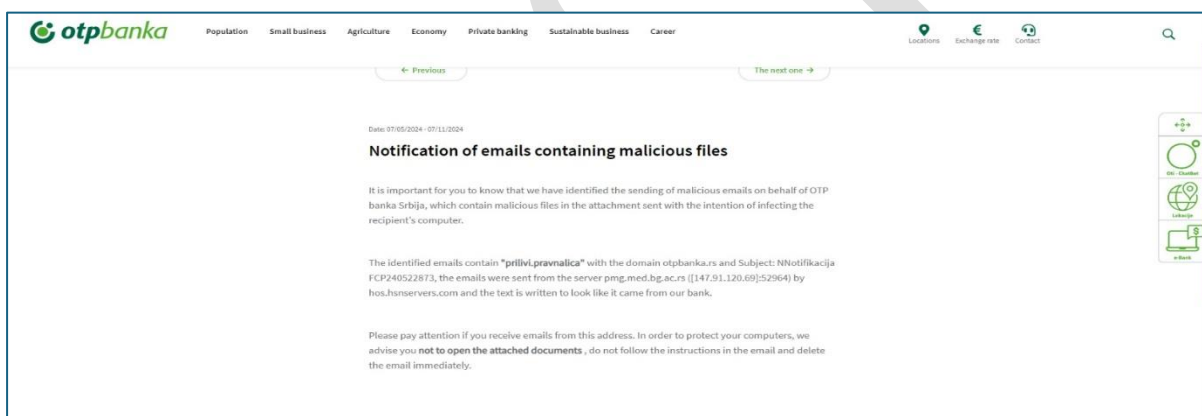 otpbanka
Population Small business Agriculture Economy Private banking Sustainable business Career
Locations Exchange rate Contact
← Previous
The next one →
Date: 07/05/2024 - 07/11/2024
Notification of emails containing malicious files
It is important for you to know that we have identified the sending of malicious emails on behalf of OTP
banka Srbija, which contain malicious files in the attachment sent with the intention of infecting the
recipient's computer.
The identified emails contain "prilivi.pravnalica" with the domain otpbanka.rs and Subject: NNotifikacija
FCP240522873, the emails were sent from the server pmg.med.bg.ac.rs ([147.91.120.69]:52964) by
hos.hsnservers.com and the text is written to look like it came from our bank.
Please pay attention if you receive emails from this address. In order to protect your computers, we
advise you not to open the attached documents , do not follow the instructions in the email and delete
the email immediately.
Oti - ChatBot
Lokacije
e-Bank